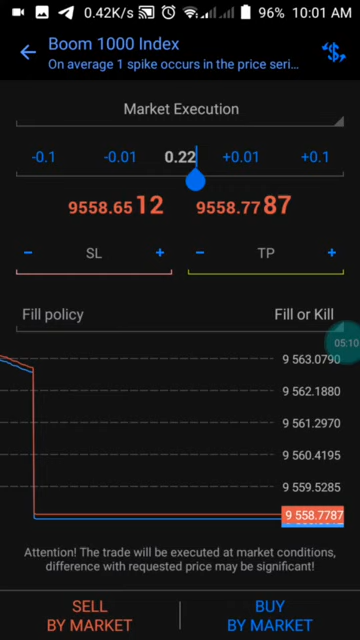 0.42K/s 96% 10:01 AM
Boom 1000 Index
On average 1 spike occurs in the price seri...
Market Execution
-0.1 -0.01 0.22 +0.01 +0.1
9558.6512 9558.7787
- SL + - TP +
Fill policy Fill or Kill
9 563.0790
05:10
9 562.1880
9 561.2970
9 560.4195
9 559.5285
9 558.7787
Attention! The trade will be executed at market conditions,
difference with requested price may be significant!
SELL BUY
BY MARKET BY MARKET